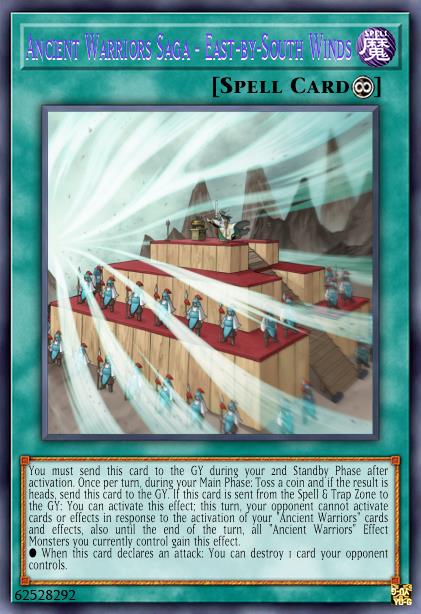 Ancient Warriors Saga - East-by-South Winds
SPELL
魔
[Spell Card]
You must send this card to the GY during your 2nd Standby Phase after
activation. Once per turn, during your Main Phase: Toss a coin and if the result is
heads, send this card to the GY. If this card is sent from the Spell & Trap Zone to
the GY: You can activate this effect; this turn, your opponent cannot activate
cards or effects in response to the activation of your "Ancient Warriors" cards
and effects, also until the end of the turn, all "Ancient Warriors" Effect
Monsters you currently control gain this effect.
● When this card declares an attack: You can destroy 1 card your opponent
controls.
62528292